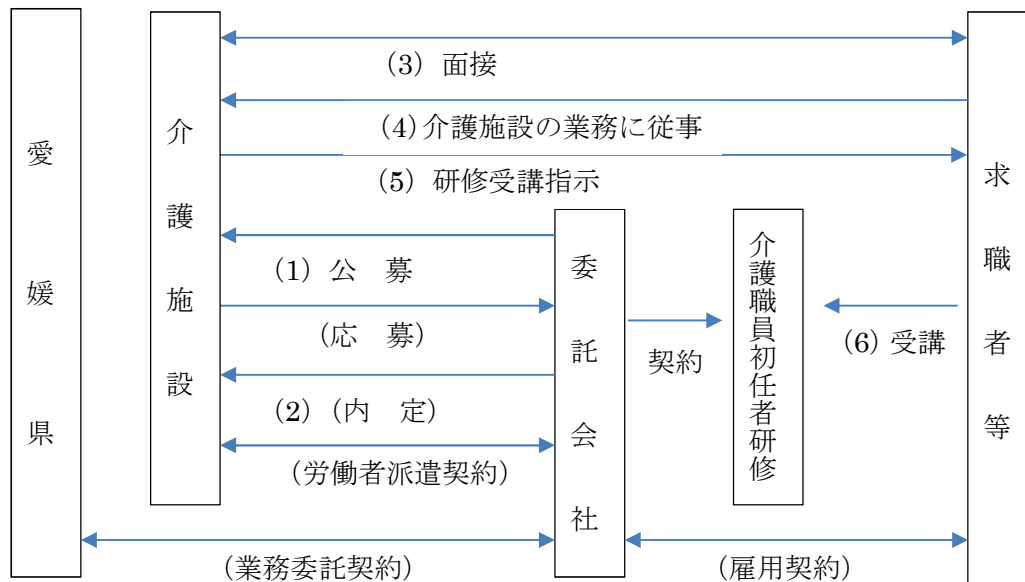 愛媛県
介護施設
(3) 面接
(4)介護施設の業務に従事
(5) 研修受講指示
(1) 公　募
(応　募)
(2) (内　定)
(労働者派遣契約)
(業務委託契約)
委託会社
契約
介護職員初任者研修
(6) 受講
(雇用契約)
求職者等